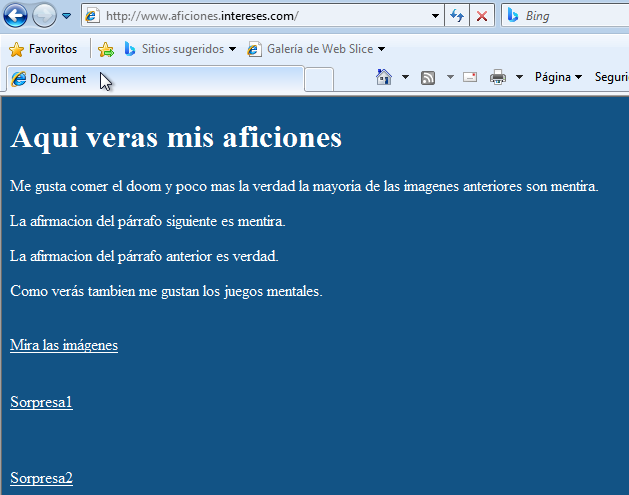 http://www.aficiones.intereses.com/
Bing
Favoritos
Sitios sugeridos
Galería de Web Slice
Document
Página
Seguri
Aqui veras mis aficiones
Me gusta comer el doom y poco mas la verdad la mayoria de las imagenes anteriores son mentira.
La afirmacion del párrafo siguiente es mentira.
La afirmacion del párrafo anterior es verdad.
Como verás tambien me gustan los juegos mentales.
Mira las imágenes
Sorpresa1
Sorpresa2